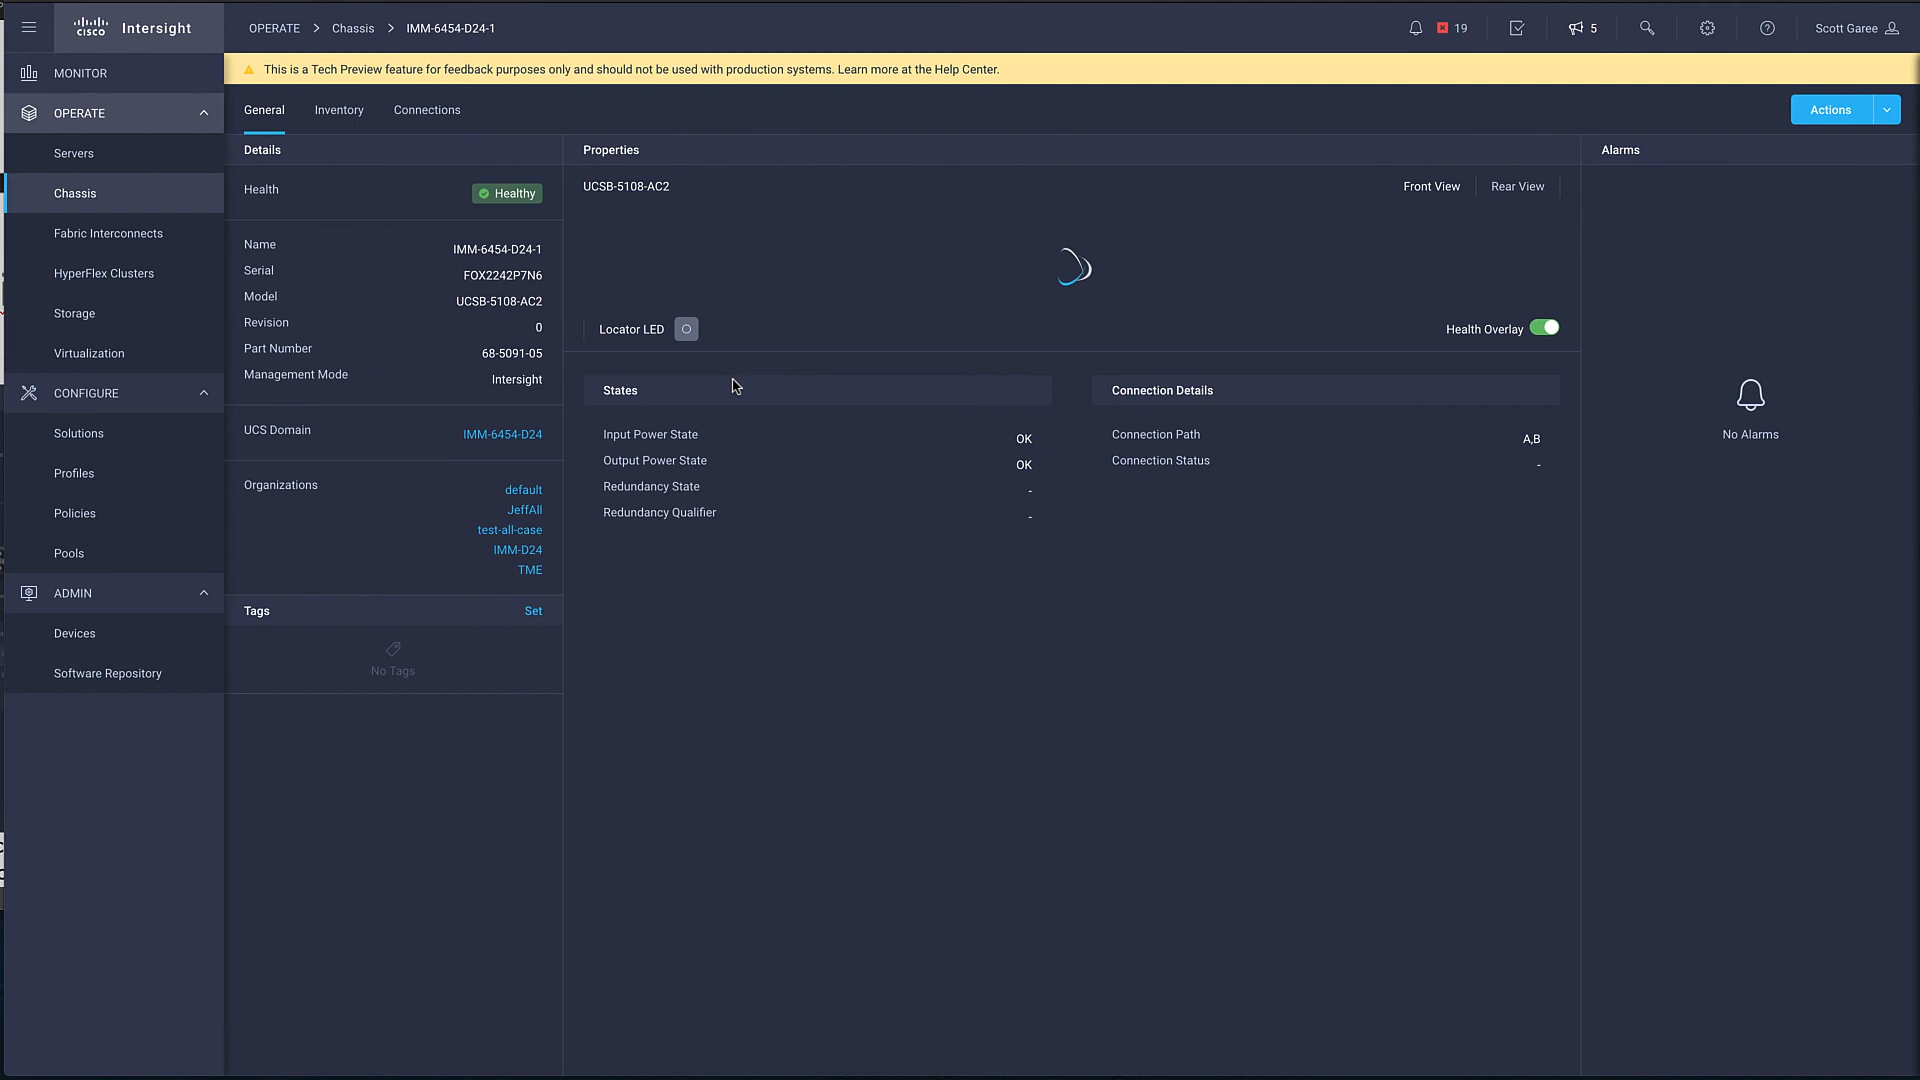 cisco Intersight
OPERATE > Chassis > IMM-6454-D24-1
19
5
Scott Garee
MONITOR
OPERATE
Servers
Chassis
Fabric Interconnects
HyperFlex Clusters
Storage
Virtualization
CONFIGURE
Solutions
Profiles
Policies
Pools
ADMIN
Devices
Software Repository
This is a Tech Preview feature for feedback purposes only and should not be used with production systems. Learn more at the Help Center.
General Inventory Connections
Actions
Details
Health Healthy
Name IMM-6454-D24-1
Serial FOX2242P7N6
Model UCSB-5108-AC2
Revision 0
Part Number 68-5091-05
Management Mode Intersight
UCS Domain IMM-6454-D24
Organizations default
JeffAll
test-all-case
IMM-D24
TME
Tags Set
No Tags
Properties
UCSB-5108-AC2 Front View Rear View
Locator LED Health Overlay
States
Input Power State OK
Output Power State OK
Redundancy State -
Redundancy Qualifier -
Connection Details
Connection Path A,B
Connection Status -
Alarms
No Alarms